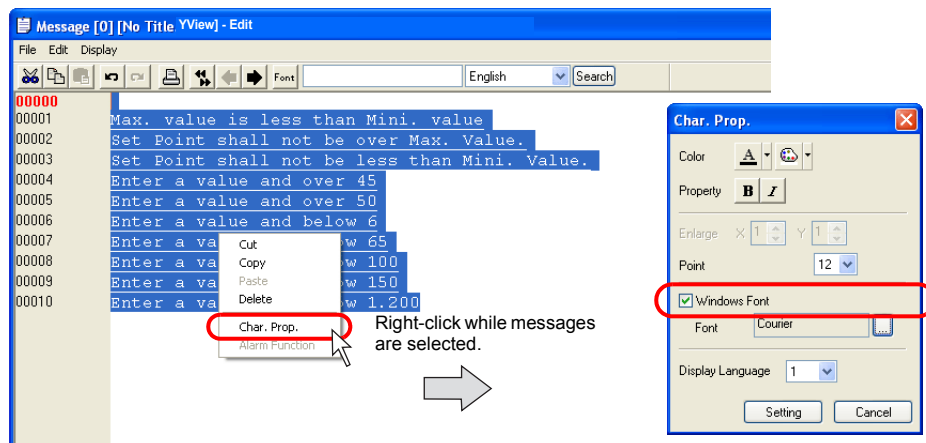 Message [0] [No Title YView] - Edit
File Edit Display
Font English Search
00000
00001 Max. value is less than Mini. value
00002 Set Point shall not be over Max. Value.
00003 Set Point shall not be less than Mini. Value.
00004 Enter a value and over 45
00005 Enter a value and over 50
00006 Enter a value and below 6
00007 Enter a va w 65
00008 Enter a va w 100
00009 Enter a va w 150
00010 Enter a va w 1.200
Cut
Copy
Paste
Delete
Char. Prop.
Alarm Function
Right-click while messages
are selected.
Char. Prop.
Color A
Property B I
Enlarge X 1 Y 1
Point 12
Windows Font
Font Courier ...
Display Language 1
Setting Cancel